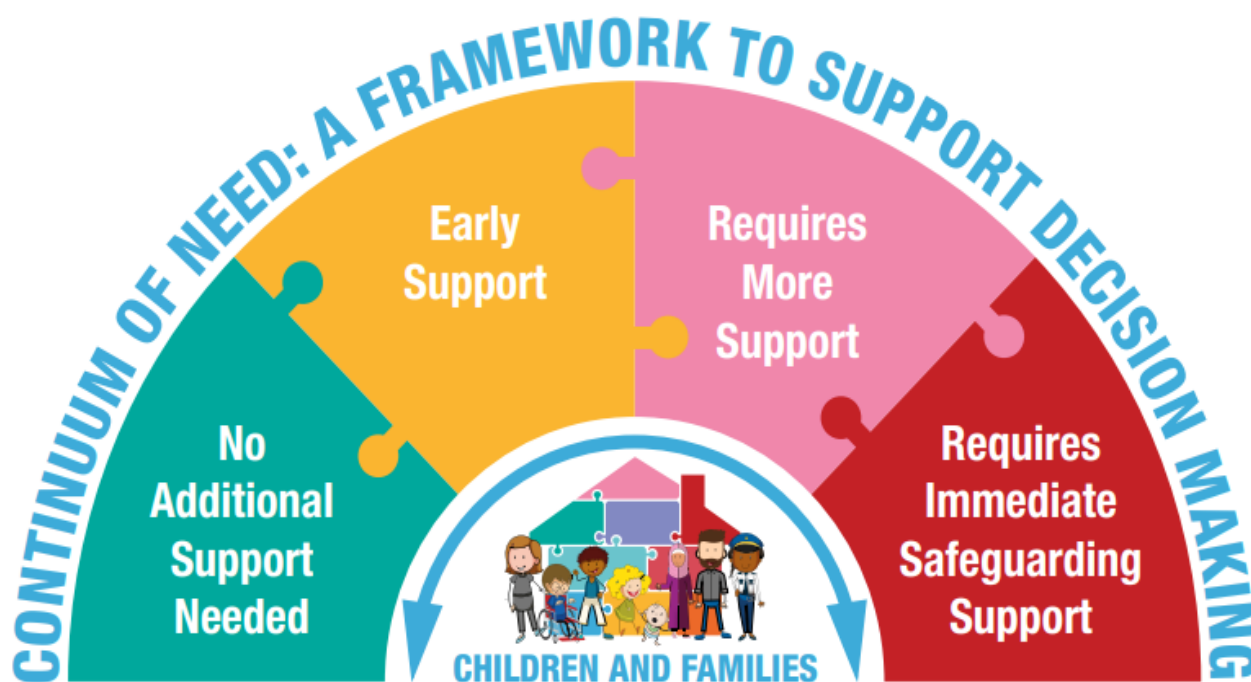 CONTINUUM OF NEED: A FRAMEWORK TO SUPPORT DECISION MAKING
No
Additional
Support
Needed
Early
Support
Requires
More
Support
Requires
Immediate
Safeguarding
Support
CHILDREN AND FAMILIES